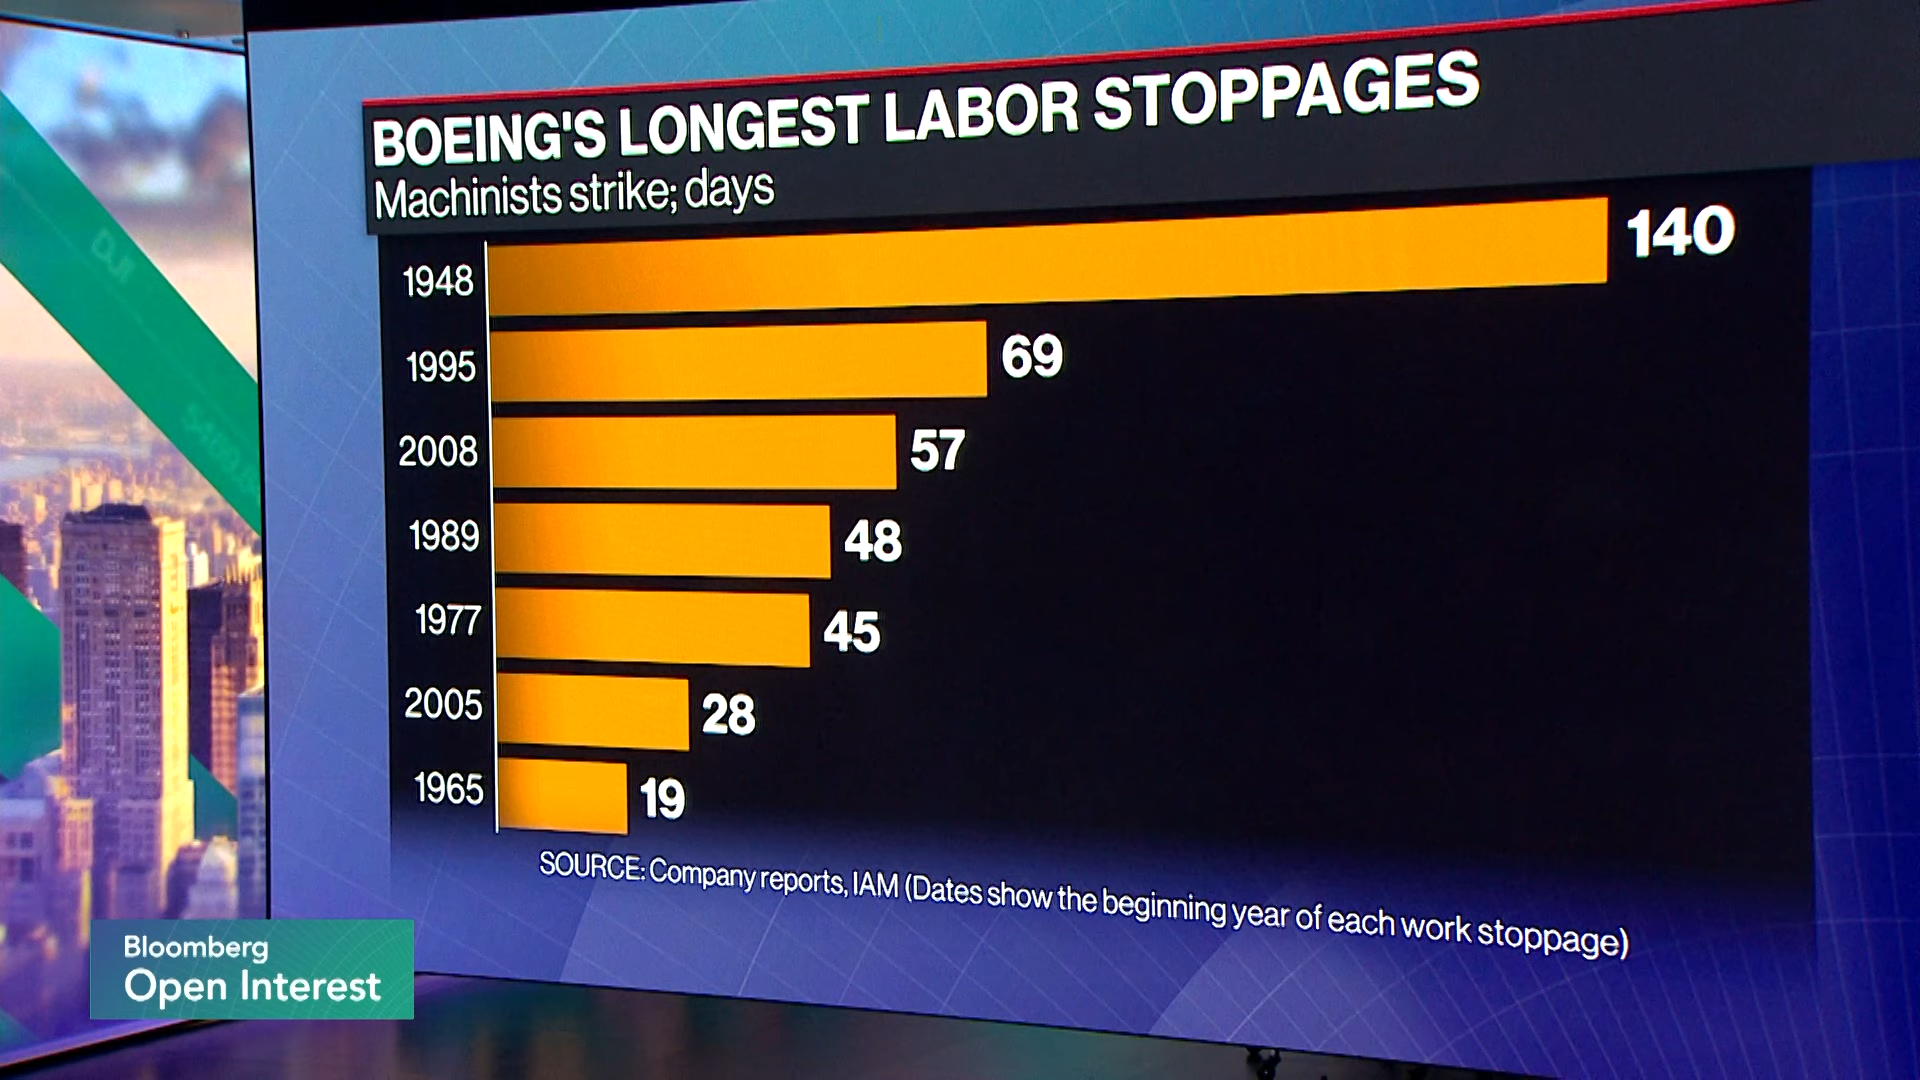 BOEING'S LONGEST LABOR STOPPAGES
Machinists strike; days
1948 140
1995 69
2008 57
1989 48
1977 45
2005 28
1965 19
SOURCE: Company reports, IAM (Dates show the beginning year of each work stoppage)
DJI
Bloomberg
Open Interest